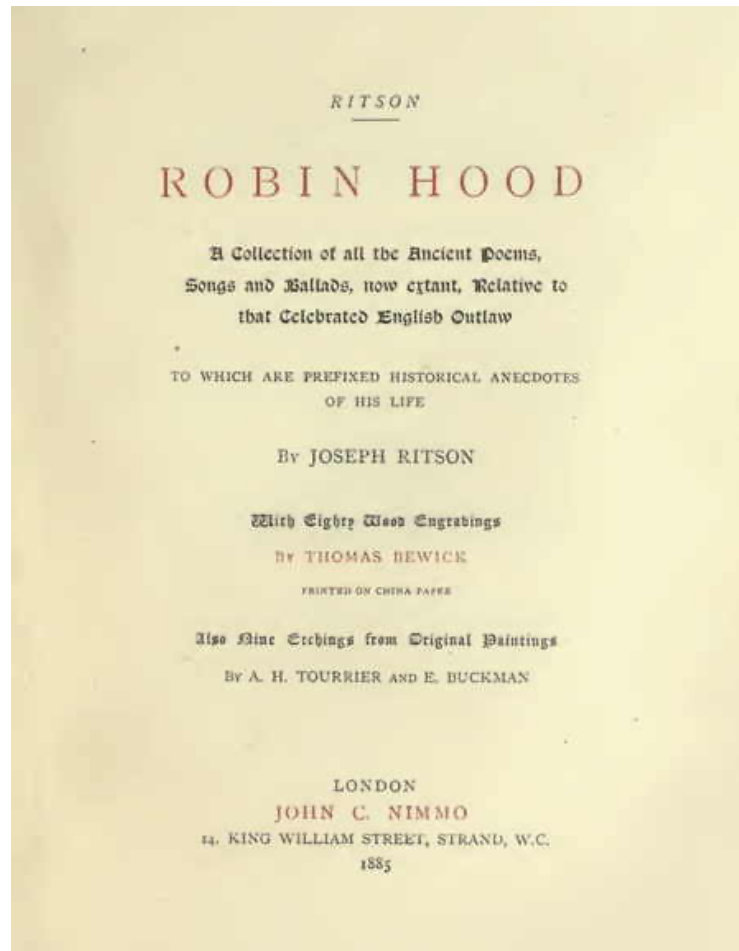 RITSON
ROBIN HOOD
A Collection of all the Ancient Poems,
Songs and Ballads, now extant, Relative to
that Celebrated English Outlaw
TO WHICH ARE PREFIXED HISTORICAL ANECDOTES
OF HIS LIFE
By JOSEPH RITSON
With Eighty Wood Engravings
By THOMAS BEWICK
PRINTED ON CHINA PAPER
Also Nine Etchings from Original Paintings
By A. H. TOURRIER AND E. BUCKMAN
LONDON
JOHN C. NIMMO
14, KING WILLIAM STREET, STRAND, W.C.
1885